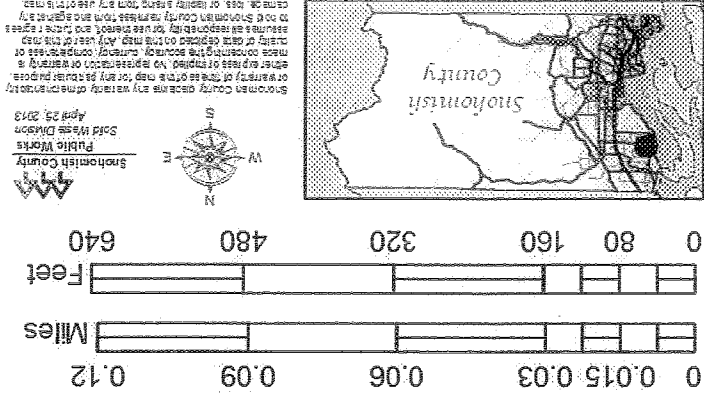 0 0.015 0.03 0.06 0.09 0.12
Miles
Feet
0 80 160 320 480 640
Snohomish
County
N
W E
S
Snohomish County
Public Works
Solid Waste Division
April 25, 2013
Snohomish County disclaims any warranty of merchantability
or warranty of fitness of this map for any particular purpose,
either express or implied. No representation or warranty is
made concerning the accuracy, currency, completeness or
quality of data depicted on this map. Any user of this map
assumes all responsibility for use thereof, and further agrees
to hold Snohomish County harmless from and against any
damage, loss, or liability arising from any use of this map.